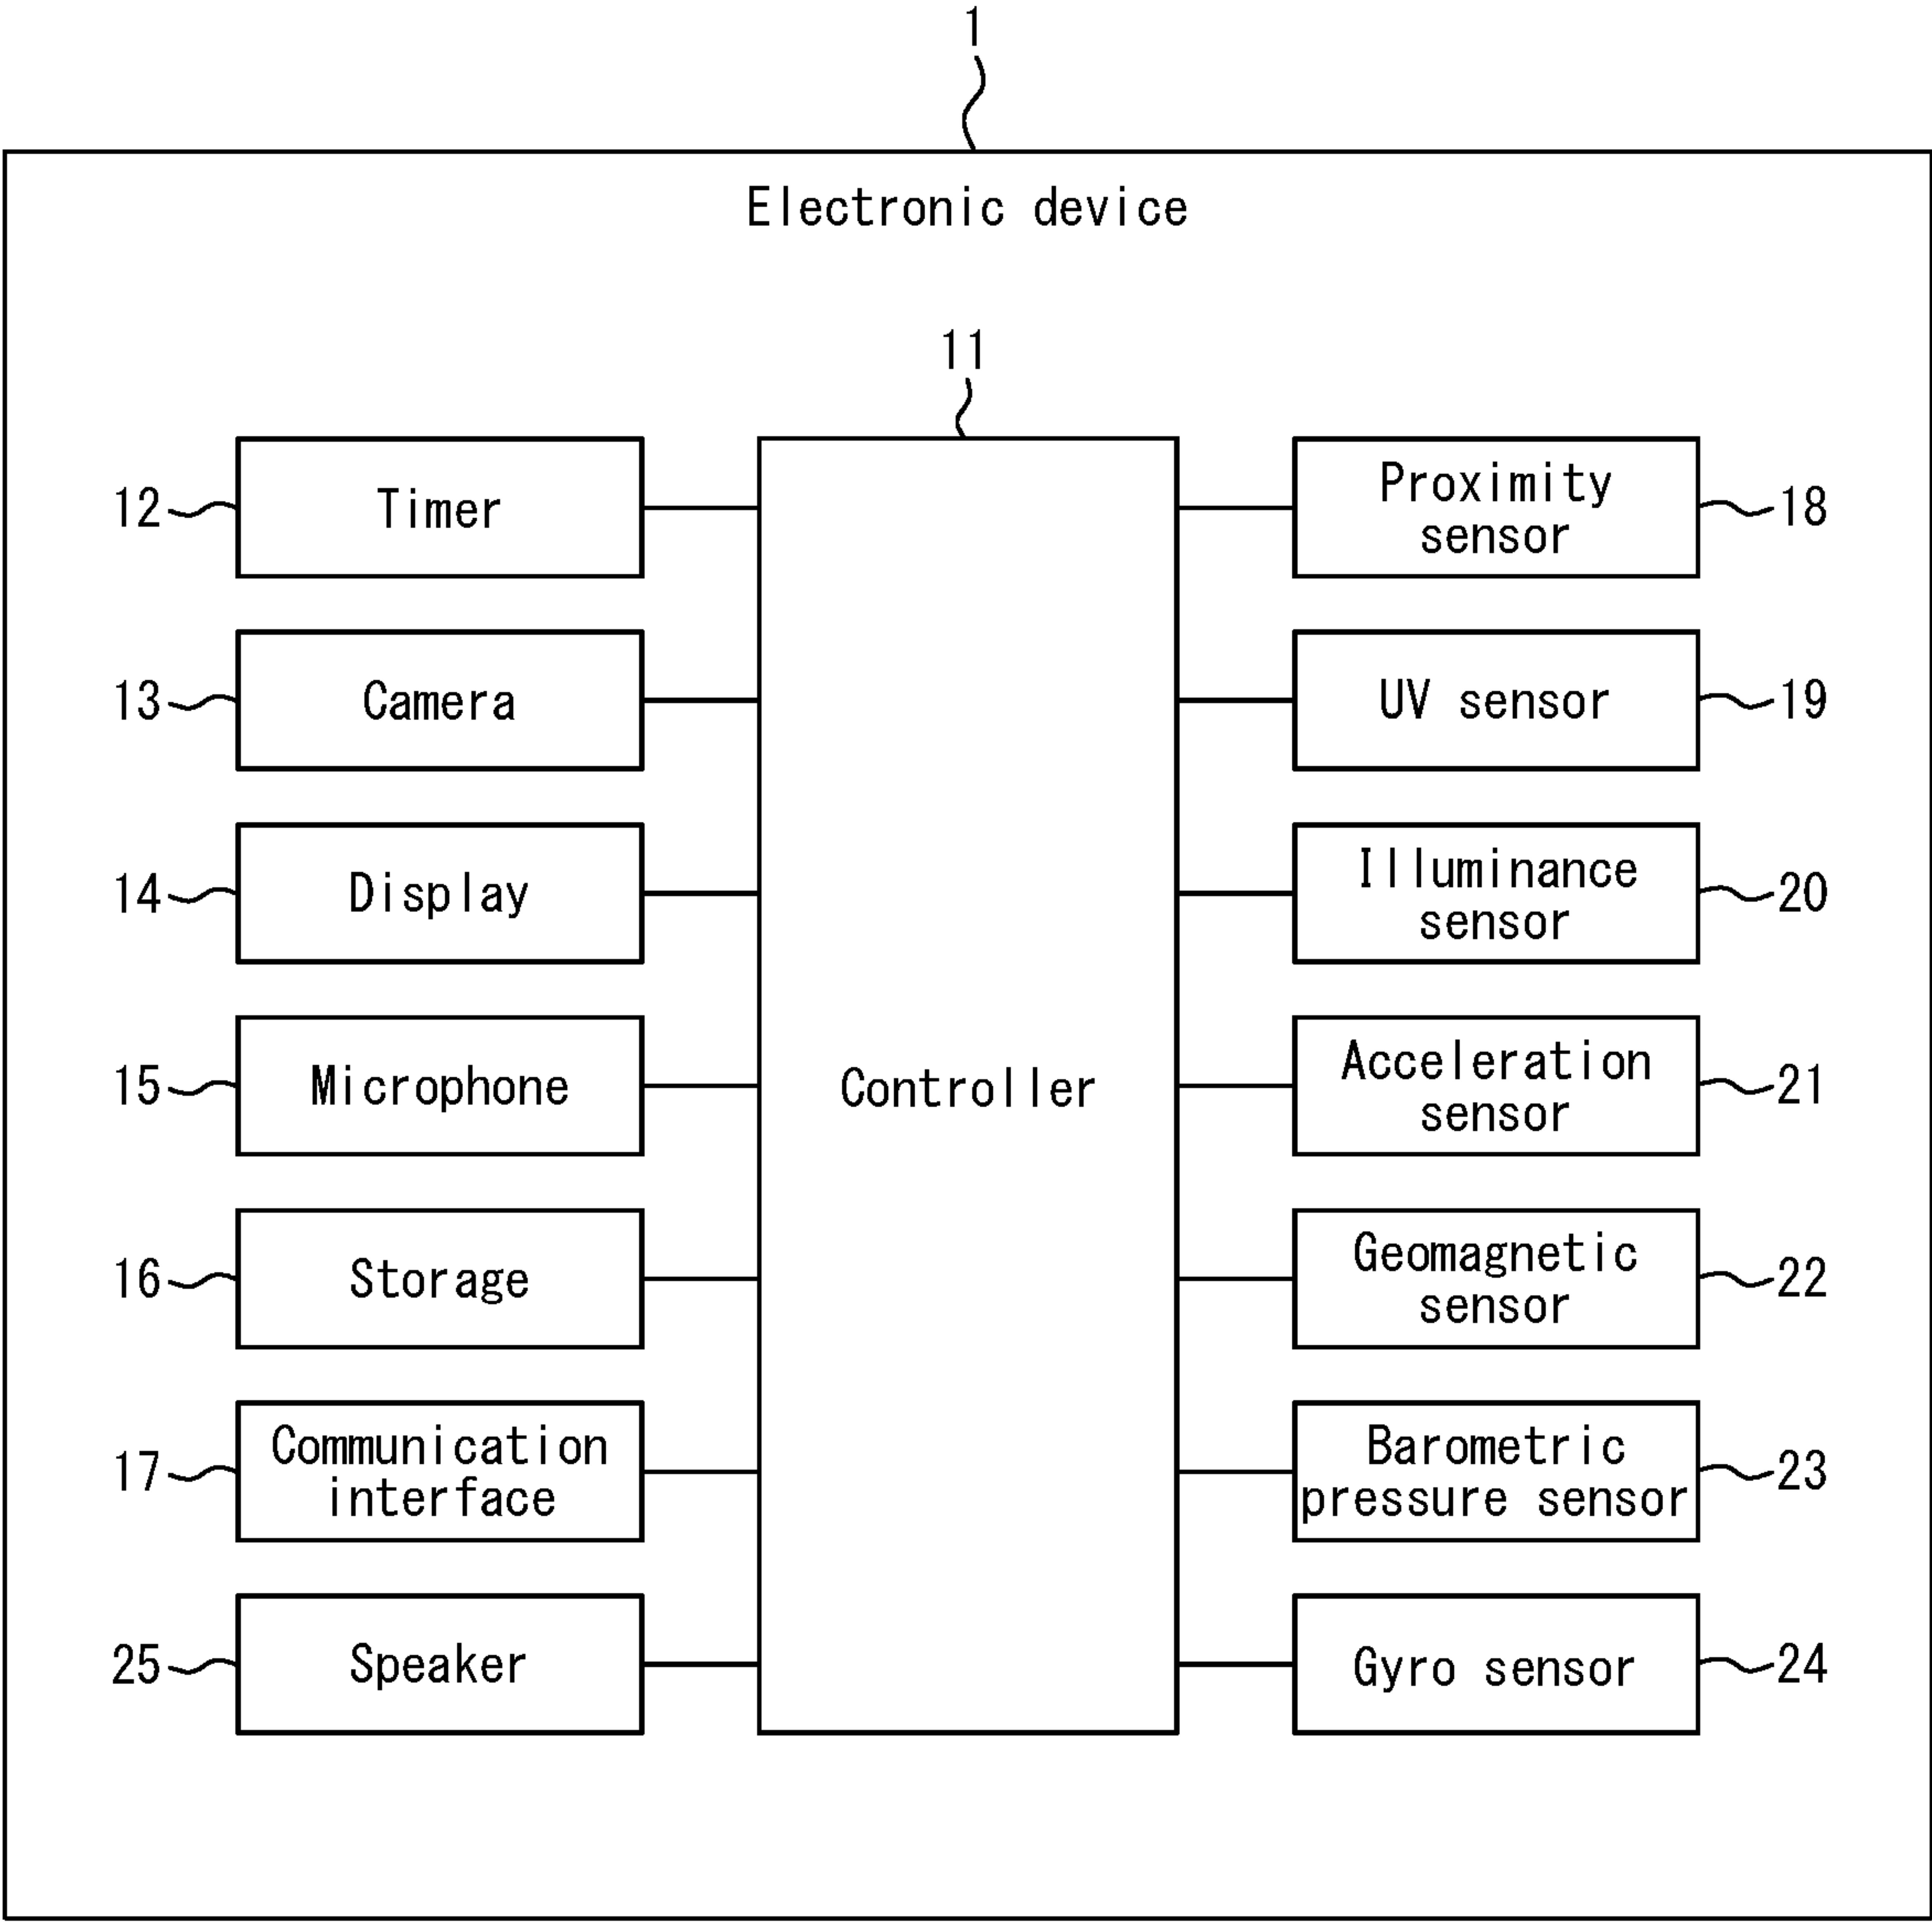 1
Electronic device
11
12
Timer
13
Camera
14
Display
15
Microphone
16
Storage
17
Communication
interface
25
Speaker
Controller
Proximity
sensor
18
UV sensor
19
Illuminance
sensor
20
Acceleration
sensor
21
Geomagnetic
sensor
22
Barometric
pressure sensor
23
Gyro sensor
24